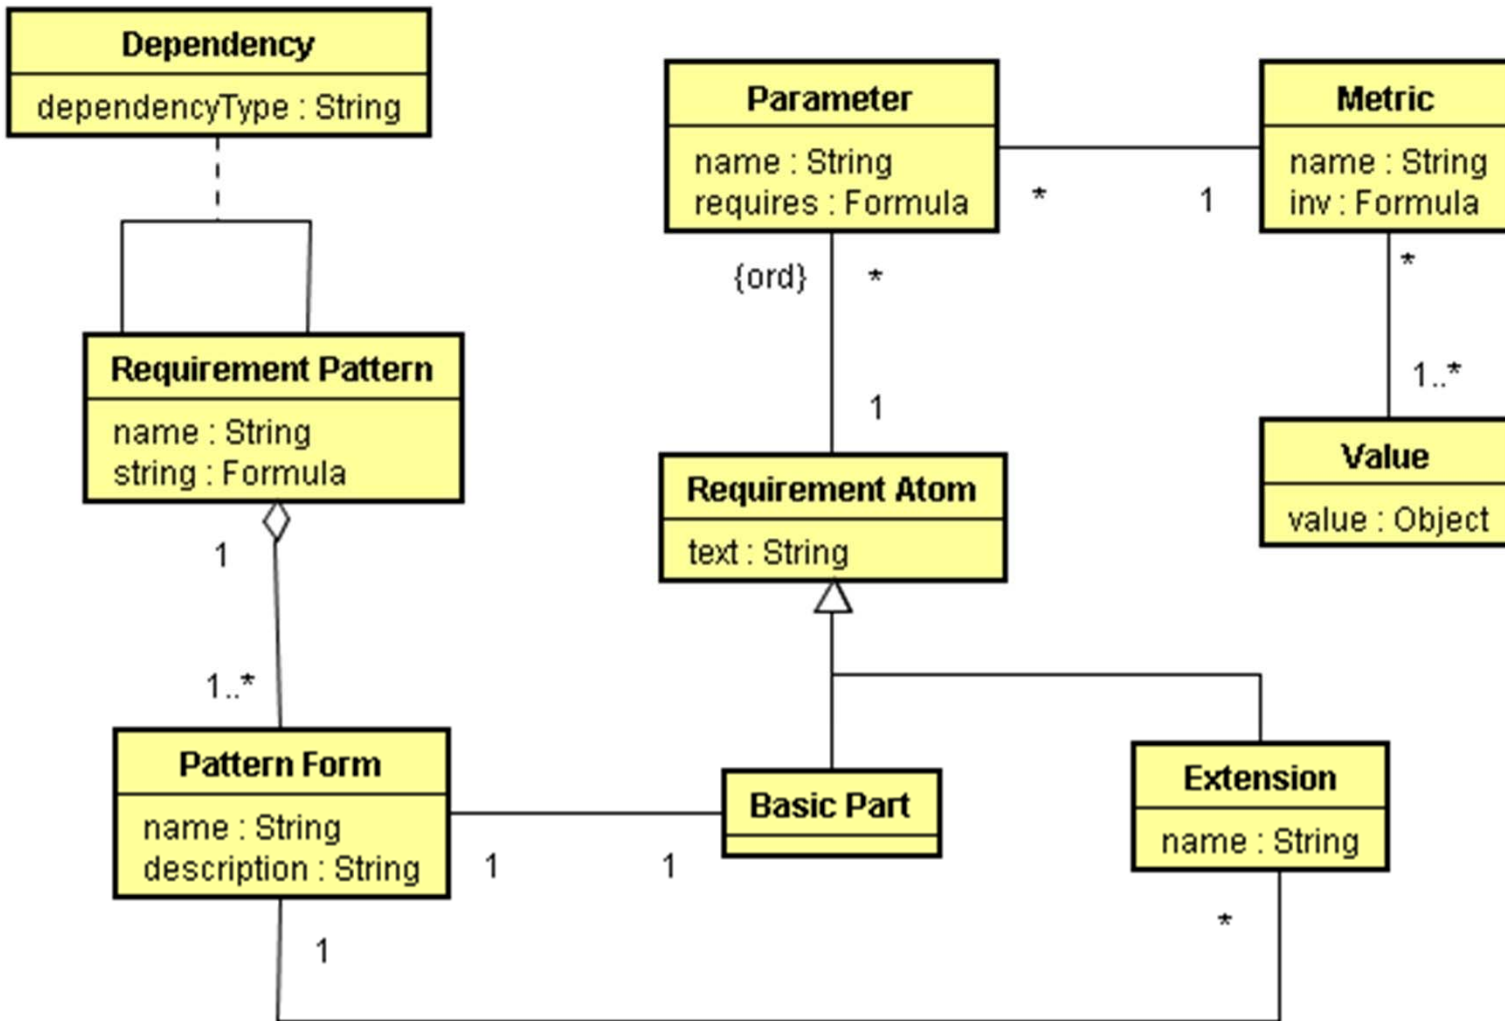 Dependency
dependencyType : String
Parameter
name : String
requires : Formula
*
1
Metric
name : String
inv : Formula
{ord}
*
*
Requirement Pattern
name : String
string : Formula
1
1..*
Value
value : Object
Requirement Atom
text : String
1
1..*
Pattern Form
name : String
description : String
1
1
Basic Part
Extension
name : String
1
*